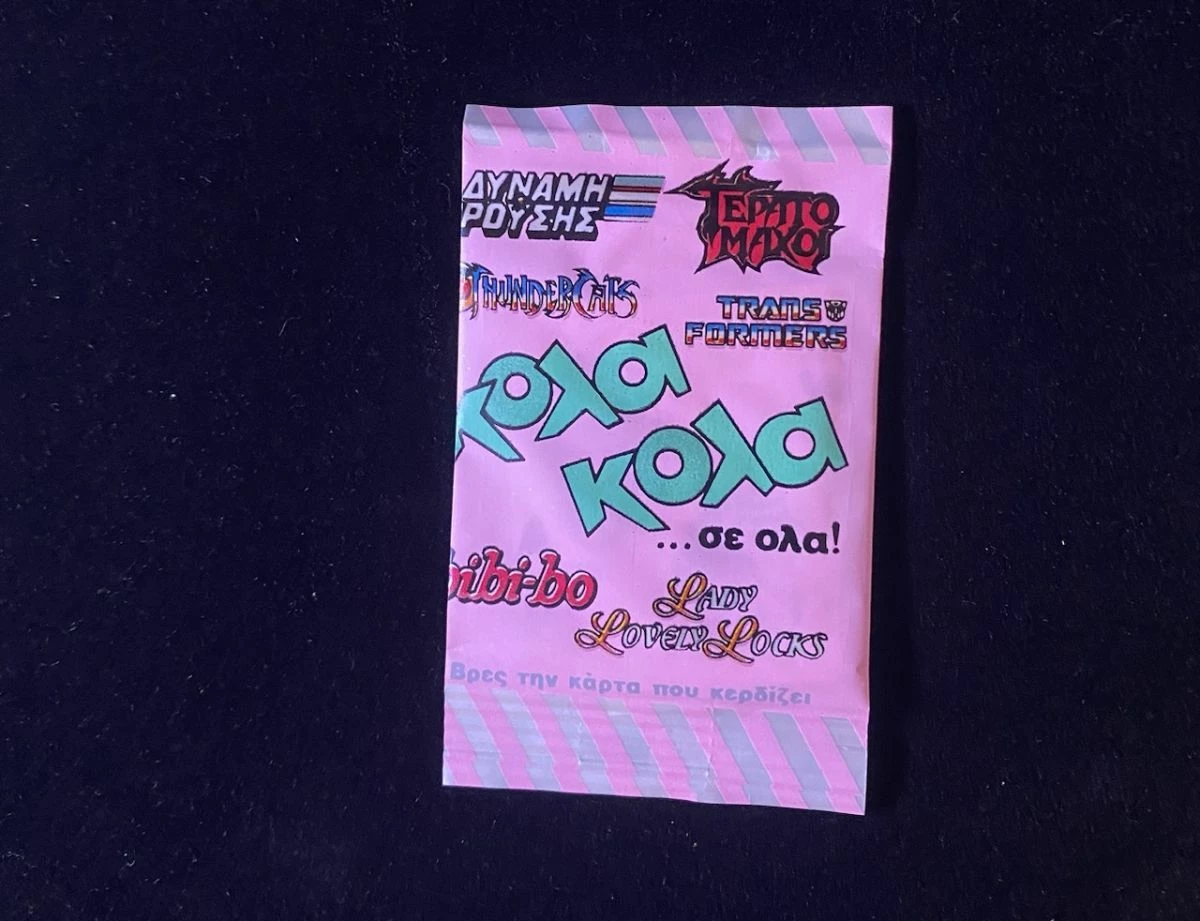 ΔΥΝΑΜΗ
ΡΟΥΣΗΣ
ΤΕΡΑΤΟ
ΜΑΧΟΙ
THUNDERCATS
TRANS
FORMERS
κολα
κολα
...σε ολα!
bibi-bo
LADY
LOVELY LOCKS
Βρες την κάρτα που κερδίζει